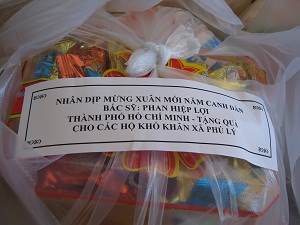 NHÂN DỊP MỪNG XUÂN MỚI NĂM CANH DẦN
BÁC SỸ: PHAN HIỆP LỢI
THÀNH PHỐ HỒ CHÍ MINH - TẶNG QUÀ
CHO CÁC HỘ KHÓ KHĂN XÃ PHÚ LÝ